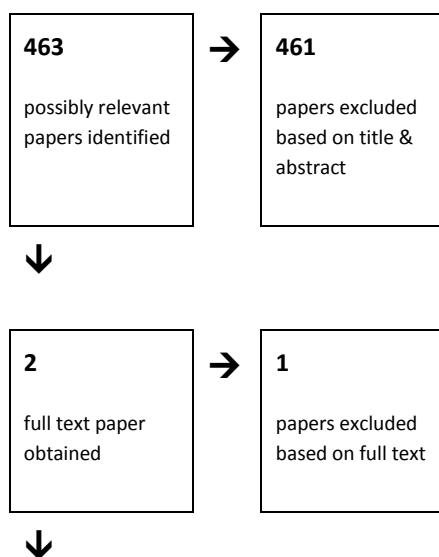 463
possibly relevant
papers identified
461
papers excluded
based on title &
abstract
2
full text paper
obtained
1
papers excluded
based on full text